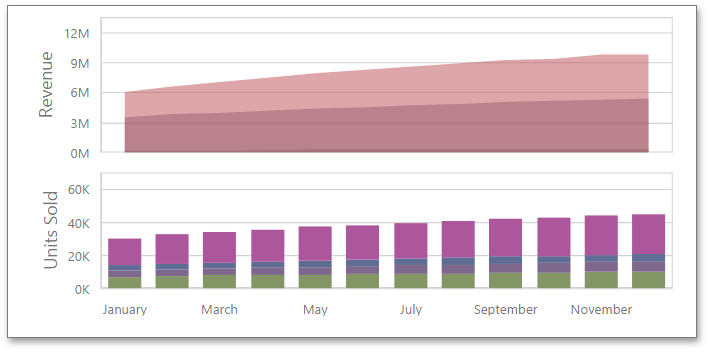 Revenue
12M
9M
6M
3M
0M
Units Sold
60K
40K
20K
0K
January March May July September November